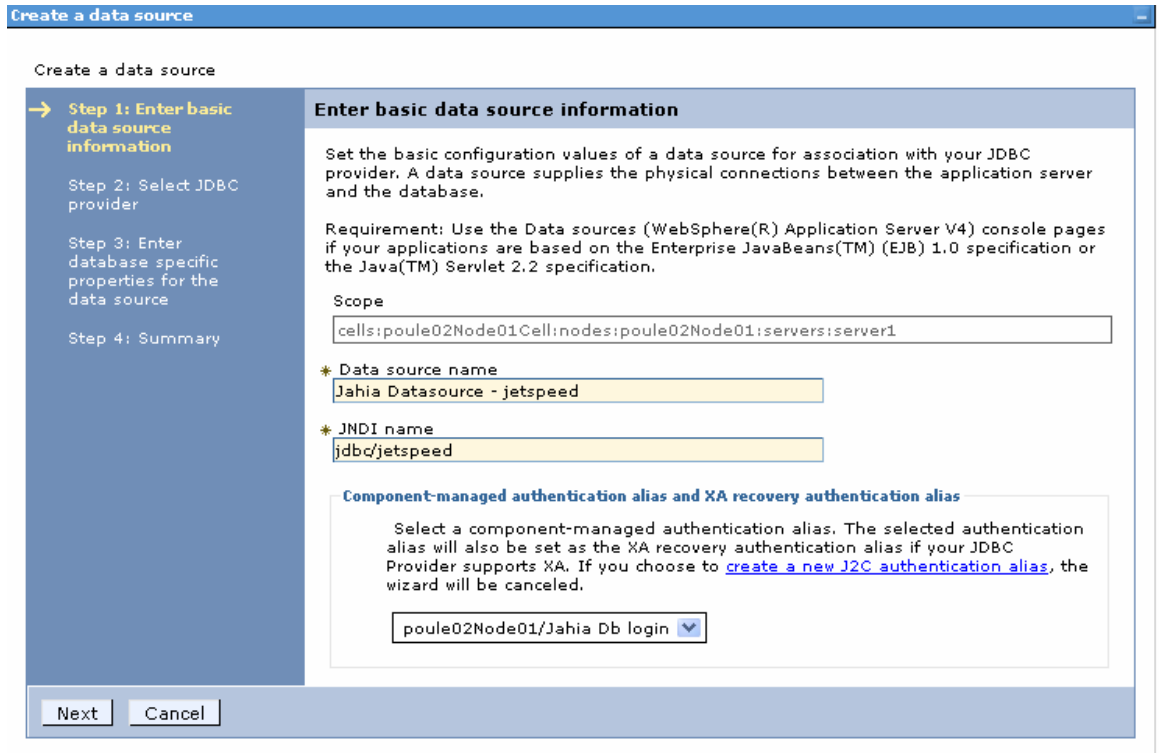 Create a data source
Create a data source
Step 1: Enter basic
data source
information
Step 2: Select JDBC
provider
Step 3: Enter
database specific
properties for the
data source
Step 4: Summary
Enter basic data source information
Set the basic configuration values of a data source for association with your JDBC
provider. A data source supplies the physical connections between the application server
and the database.
Requirement: Use the Data sources (WebSphere(R) Application Server V4) console pages
if your applications are based on the Enterprise JavaBeans(TM) (EJB) 1.0 specification or
the Java(TM) Servlet 2.2 specification.
Scope
cells:poule02Node01Cell:nodes:poule02Node01:servers:server1
* Data source name
Jahia Datasource - jetspeed
* JNDI name
jdbc/jetspeed
Component-managed authentication alias and XA recovery authentication alias
Select a component-managed authentication alias. The selected authentication
alias will also be set as the XA recovery authentication alias if your JDBC
Provider supports XA. If you choose to create a new J2C authentication alias, the
wizard will be canceled.
poule02Node01/Jahia Db login
Next
Cancel